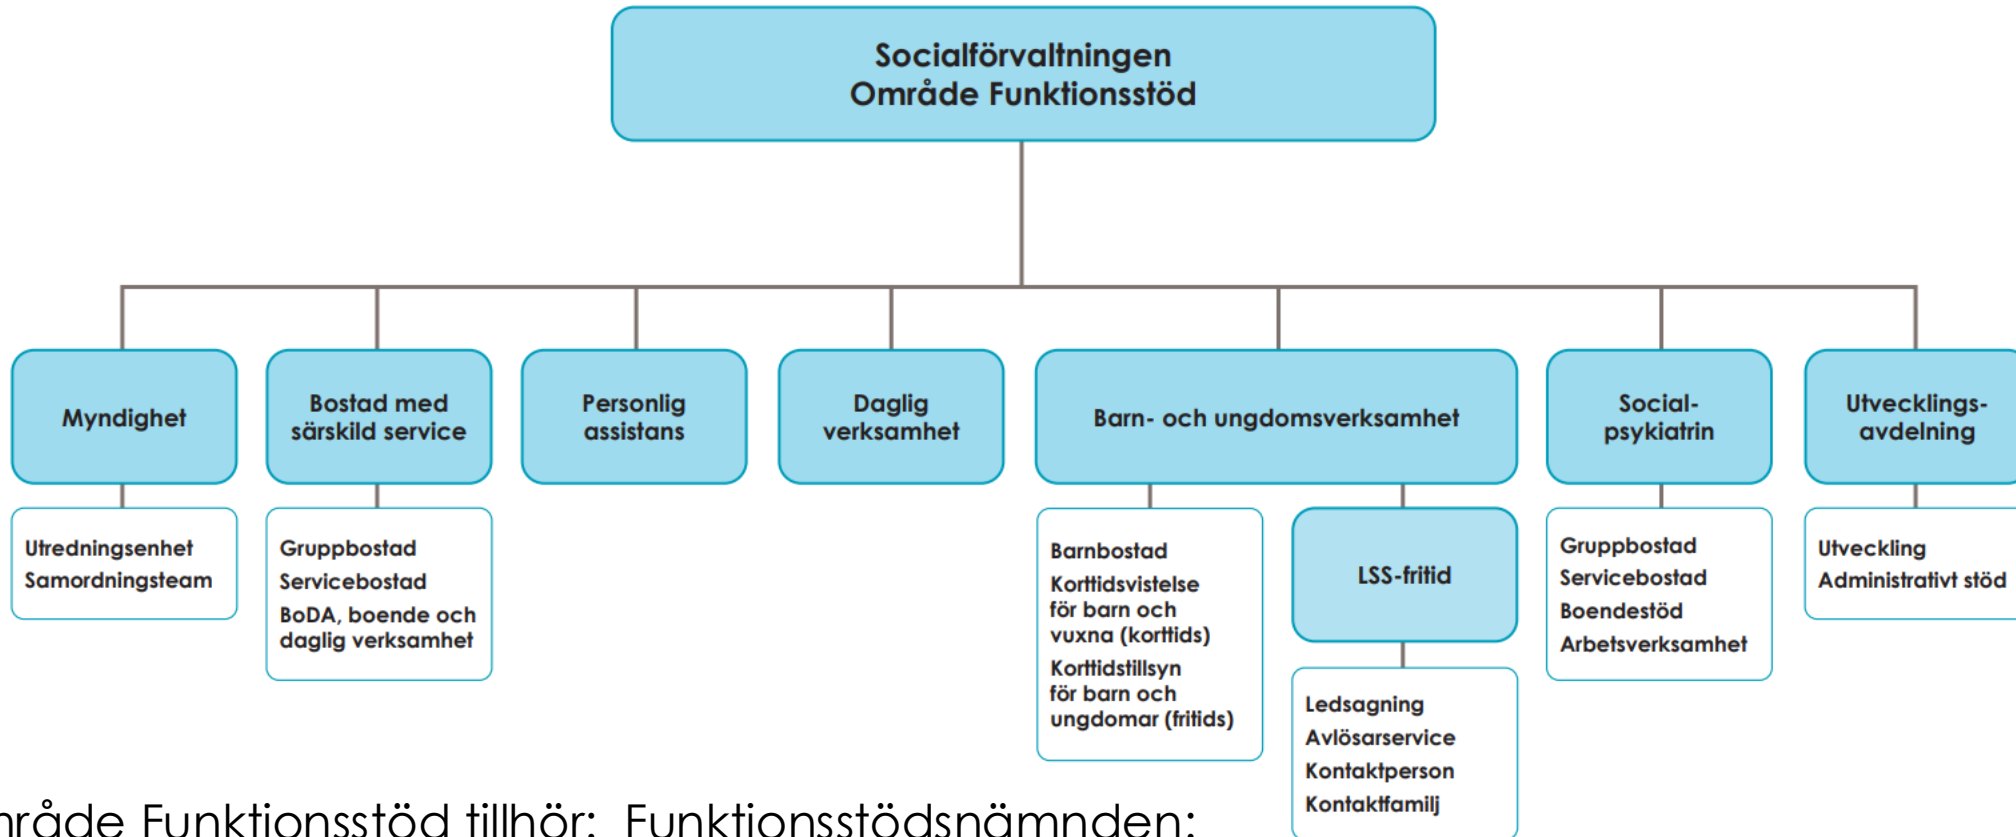 Socialförvaltningen
Område Funktionsstöd
Myndighet
Utredningsenhet
Samordningsteam
Bostad med
särskild service
Gruppbostad
Servicebostad
BoDA, boende och
daglig verksamhet
Personlig
assistans
Daglig
verksamhet
Barn- och ungdomsverksamhet
Barnbostad
Korttidsvistelse
för barn och
vuxna (korttids)
Korttidstillsyn
för barn och
ungdomar (fritids)
LSS-fritid
Ledsagning
Avlösarservice
Kontaktperson
Kontaktfamilj
Social-
psykiatrin
Gruppbostad
Servicebostad
Boendestöd
Arbetsverksamhet
Utvecklings-
avdelning
Utveckling
Administrativt stöd
mråde Funktionsstöd tillhör: Funktionsstödsnämnden: